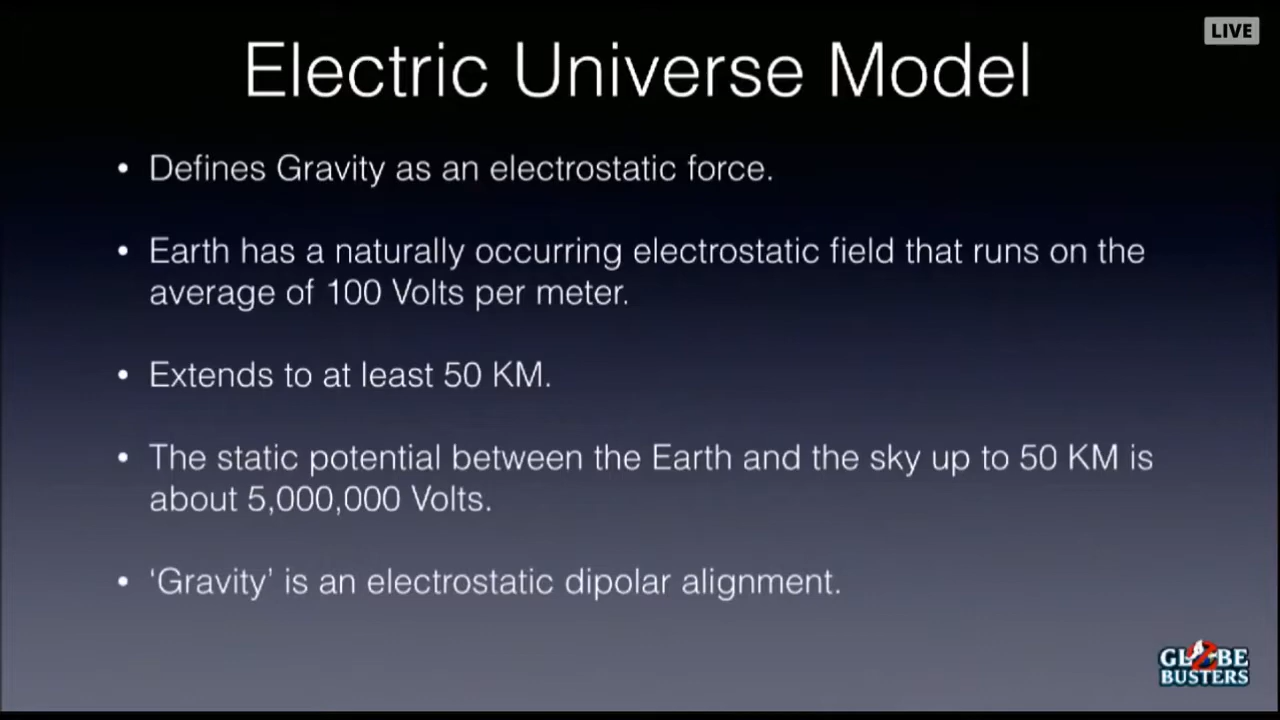 LIVE
Electric Universe Model
• Defines Gravity as an electrostatic force.
• Earth has a naturally occurring electrostatic field that runs on the
average of 100 Volts per meter.
• Extends to at least 50 KM.
• The static potential between the Earth and the sky up to 50 KM is
about 5,000,000 Volts.
• ‘Gravity’ is an electrostatic dipolar alignment.
GLOBE
BUSTERS